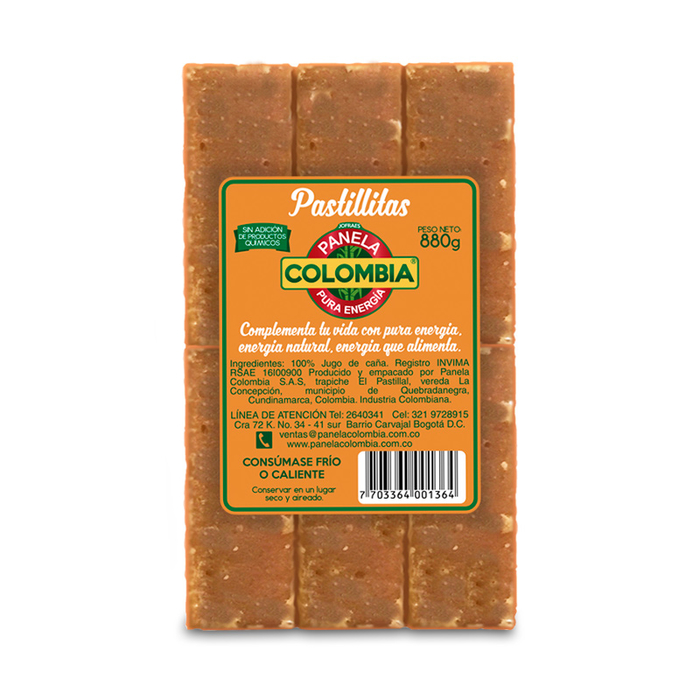 Pastillitas
SIN ADICIÓN
DE PRODUCTOS
QUÍMICOS
JOFRAES
PANELA
COLOMBIA®
PURA ENERGÍA
PESO NETO:
880g
Complementa tu vida con pura energía,
energía natural, energía que alimenta.
Ingredientes: 100% Jugo de caña. Registro INVIMA
RSAE 16I00900 Producido y empacado por Panela
Colombia S.A.S, trapiche El Pastillal, vereda La
Concepción, municipio de Quebradanegra,
Cundinamarca, Colombia. Industria Colombiana.
LÍNEA DE ATENCIÓN Tel: 2640341 Cel: 321 9728915
Cra 72 K. No. 34 - 41 sur Barrio Carvajal Bogotá D.C.
ventas@panelacolombia.com.co
www.panelacolombia.com.co
CONSÚMASE FRÍO
O CALIENTE
Conservar en un lugar
seco y aireado.
7 703364 001364